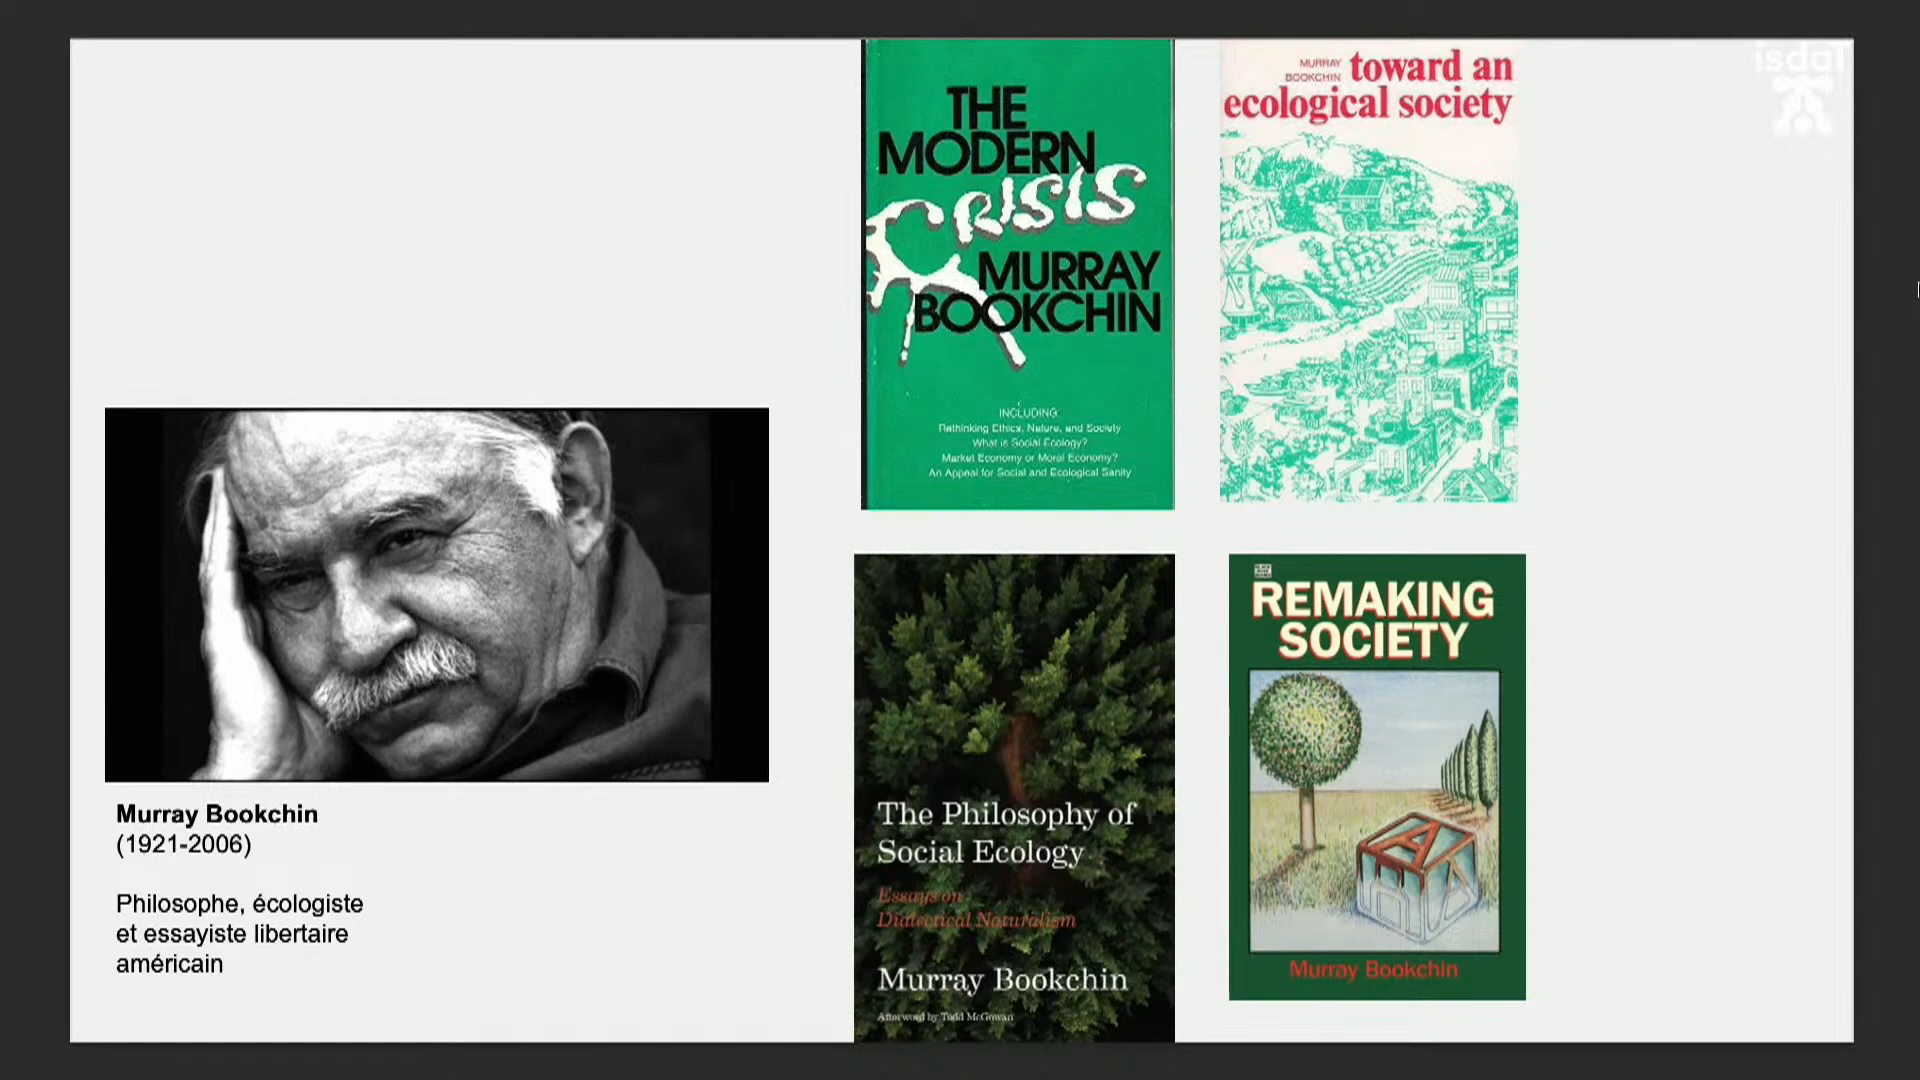 isdaT
THE
MODERN
CRISIS
MURRAY
BOOKCHIN
INCLUDING:
Rethinking Ethics, Nature, and Society
What is Social Ecology?
Market Economy or Moral Economy?
An Appeal for Social and Ecological Sanity
MURRAY
BOOKCHIN
toward an
ecological society
Murray Bookchin
(1921-2006)
Philosophe, écologiste
et essayiste libertaire
américain
The Philosophy of
Social Ecology
Essays on
Dialectical Naturalism
Murray Bookchin
Afterword by Todd McGowan
REMAKING
SOCIETY
Murray Bookchin